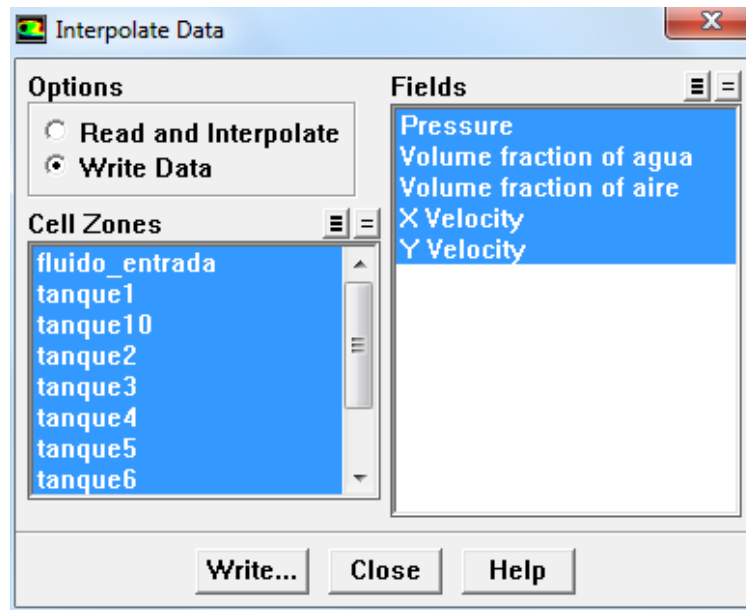 Interpolate Data
Options
Read and Interpolate
Write Data
Cell Zones
fluido_entrada
tanque1
tanque10
tanque2
tanque3
tanque4
tanque5
tanque6
Fields
Pressure
Volume fraction of agua
Volume fraction of aire
X Velocity
Y Velocity
Write... Close Help